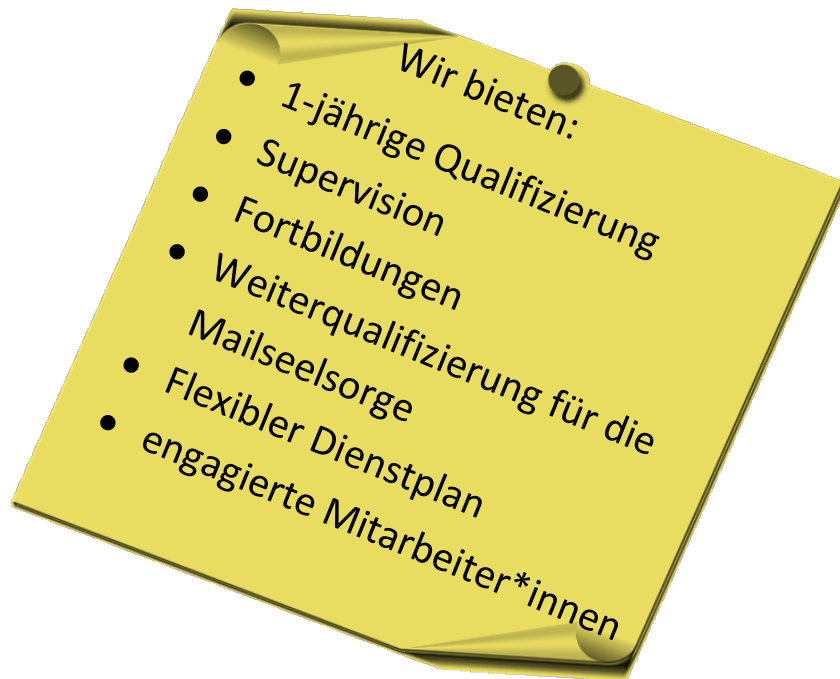 Wir bieten:
• 1-jährige Qualifizierung
• Supervision
• Fortbildungen
• Weiterqualifizierung für die
Mailseelsorge
• Flexibler Dienstplan
• engagierte Mitarbeiter*innen